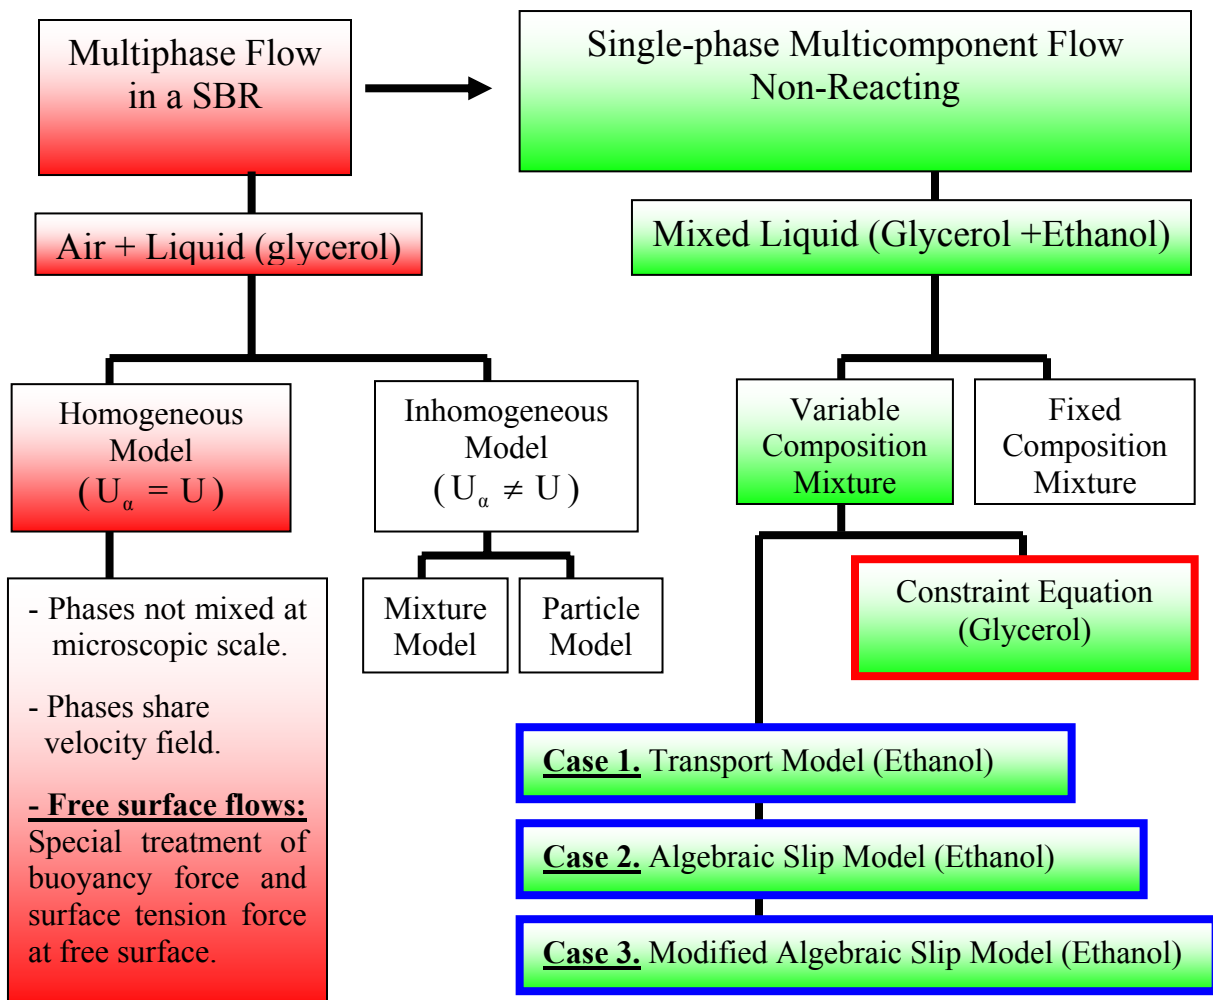 Multiphase Flow
in a SBR
Single-phase Multicomponent Flow
Non-Reacting
Air + Liquid (glycerol)
Mixed Liquid (Glycerol +Ethanol)
Homogeneous
Model
( U_α = U )
Inhomogeneous
Model
( U_α ≠ U )
Variable
Composition
Mixture
Fixed
Composition
Mixture
- Phases not mixed at
microscopic scale.
- Phases share
velocity field.
- Free surface flows:
Special treatment of
buoyancy force and
surface tension force
at free surface.
Mixture
Model
Particle
Model
Constraint Equation
(Glycerol)
Case 1. Transport Model (Ethanol)
Case 2. Algebraic Slip Model (Ethanol)
Case 3. Modified Algebraic Slip Model (Ethanol)